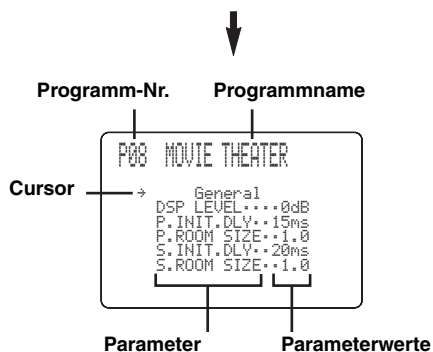 Programm-Nr. Programmname
P08 MOVIE THEATER
Cursor → General
DSP LEVEL····0dB
P.INIT.DLY··15ms
P.ROOM SIZE··1.0
S.INIT.DLY··20ms
S.ROOM SIZE··1.0
Parameter Parameterwerte